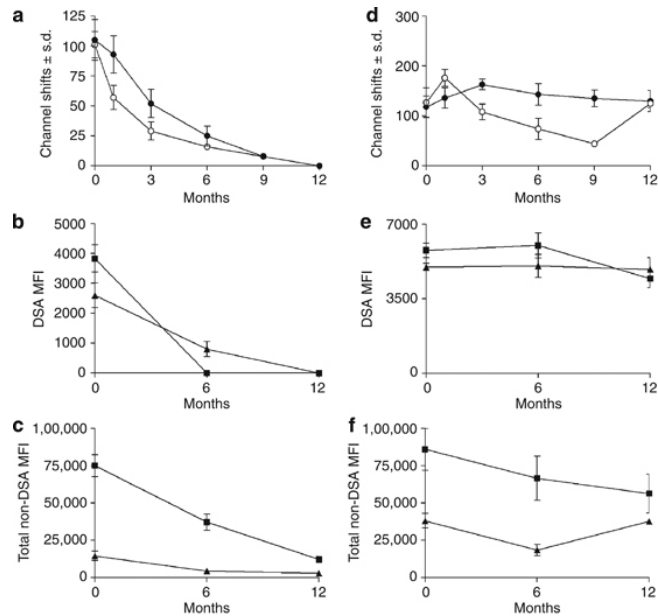 a
Channel shifts ± s.d.
125
100
75
50
25
0
0
3
6
9
12
Months
b
DSA MFI
5000
4000
3000
2000
1000
0
0
6
12
Months
c
Total non-DSA MFI
1,00,000
75,000
50,000
25,000
0
0
6
12
Months
d
Channel shifts ± s.d.
300
200
100
0
0
3
6
9
12
Months
e
DSA MFI
7000
3500
0
0
6
12
Months
f
Total non-DSA MFI
1,00,000
75,000
50,000
25,000
0
0
6
12
Months